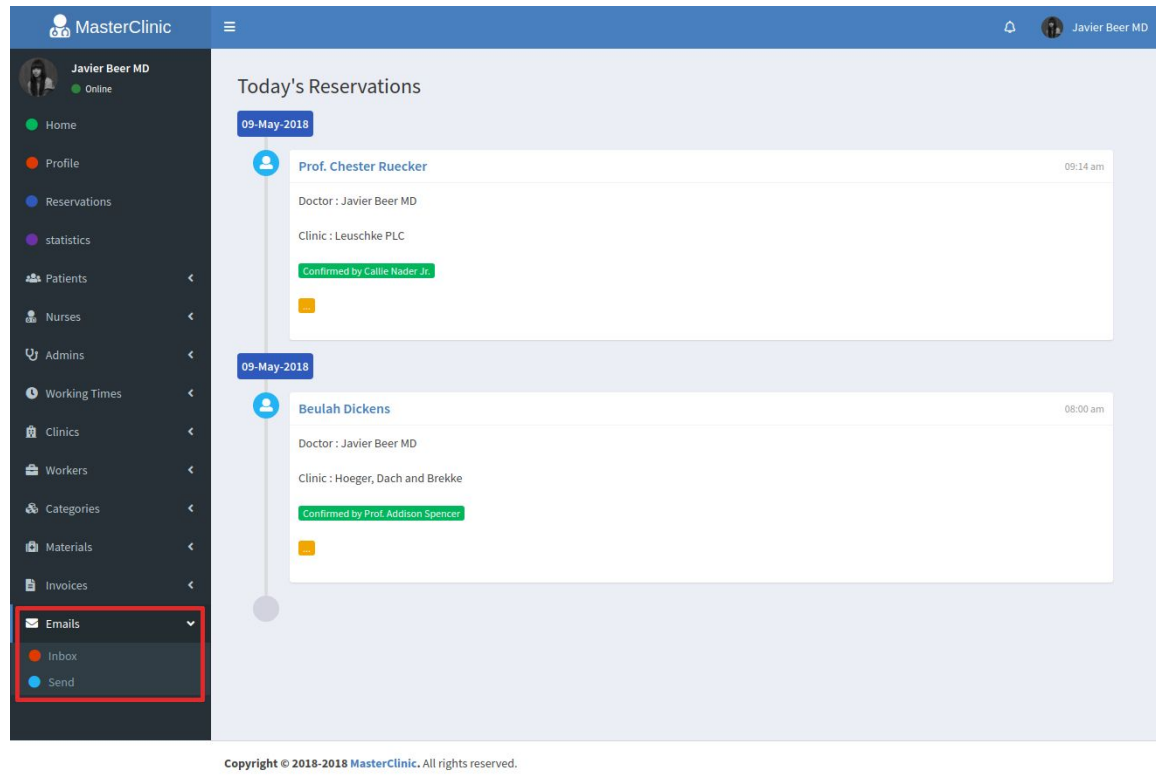 MasterClinic
Javier Beer MD
Javier Beer MD
Online
Home
Profile
Reservations
statistics
Patients
Nurses
Admins
Working Times
Clinics
Workers
Categories
Materials
Invoices
Emails
Inbox
Send
Today's Reservations
09-May-2018
Prof. Chester Ruecker 09:14 am
Doctor : Javier Beer MD
Clinic : Leuschke PLC
Confirmed by Callie Nader Jr.
...
09-May-2018
Beulah Dickens 08:00 am
Doctor : Javier Beer MD
Clinic : Hoeger, Dach and Brekke
Confirmed by Prof. Addison Spencer
...
Copyright © 2018-2018 MasterClinic. All rights reserved.